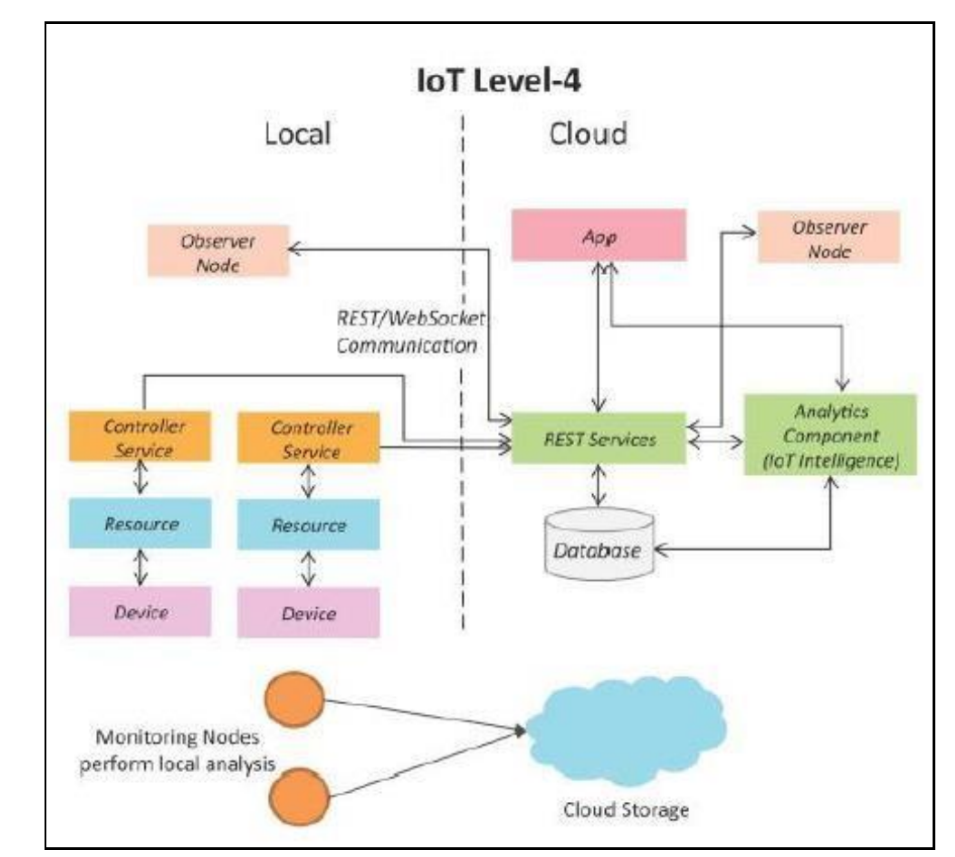 IoT Level-4
Local
Cloud
Observer
Node
App
Observer
Node
REST/WebSocket
Communication
Controller
Service
Controller
Service
REST Services
Analytics
Component
(IoT Intelligence)
Resource
Resource
Database
Device
Device
Monitoring Nodes
perform local analysis
Cloud Storage